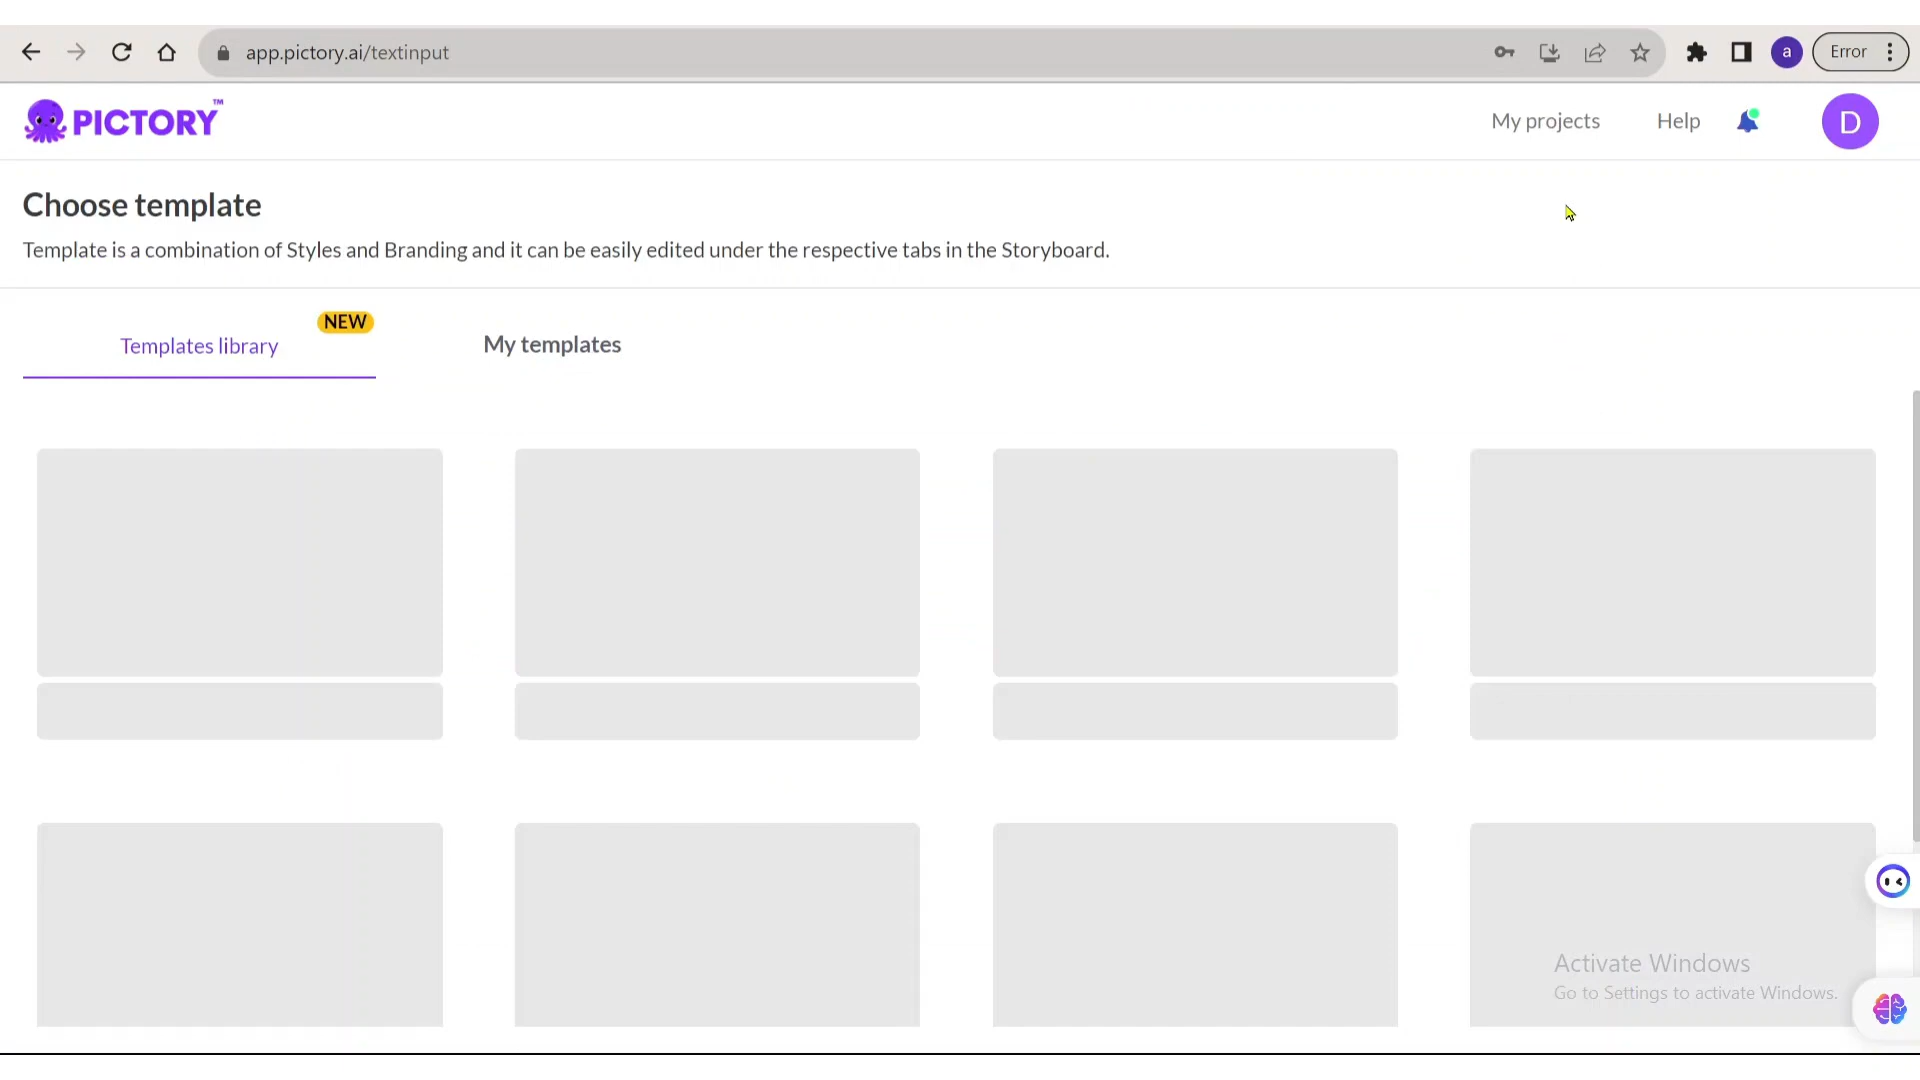 app.pictory.ai/textinput
a
Error
PICTORY™
My projects
Help
D
Choose template
Template is a combination of Styles and Branding and it can be easily edited under the respective tabs in the Storyboard.
NEW
Templates library
My templates
Activate Windows
Go to Settings to activate Windows.